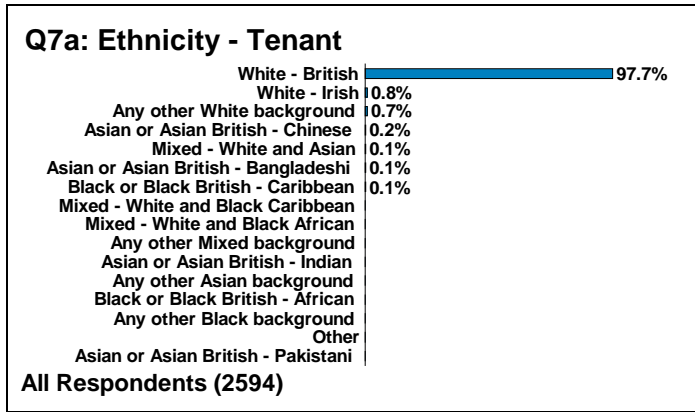 Q7a: Ethnicity - Tenant
White - British 97.7%
White - Irish 0.8%
Any other White background 0.7%
Asian or Asian British - Chinese 0.2%
Mixed - White and Asian 0.1%
Asian or Asian British - Bangladeshi 0.1%
Black or Black British - Caribbean 0.1%
Mixed - White and Black Caribbean
Mixed - White and Black African
Any other Mixed background
Asian or Asian British - Indian
Any other Asian background
Black or Black British - African
Any other Black background
Other
Asian or Asian British - Pakistani
All Respondents (2594)